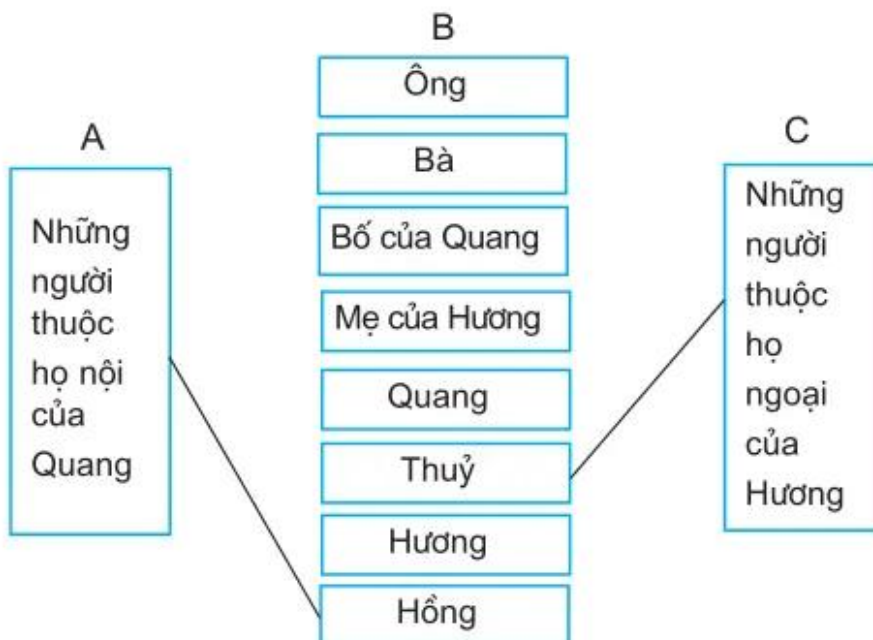 B
Ông
Bà
Bố của Quang
Mẹ của Hương
Quang
Thuỷ
Hương
Hồng
A
Những
người
thuộc
họ nội
của
Quang
C
Những
người
thuộc
họ
ngoại
của
Hương